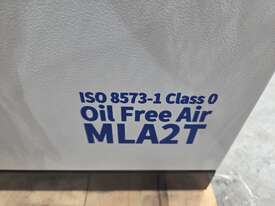 ISO 8573-1 Class 0
Oil Free Air
MLA2T